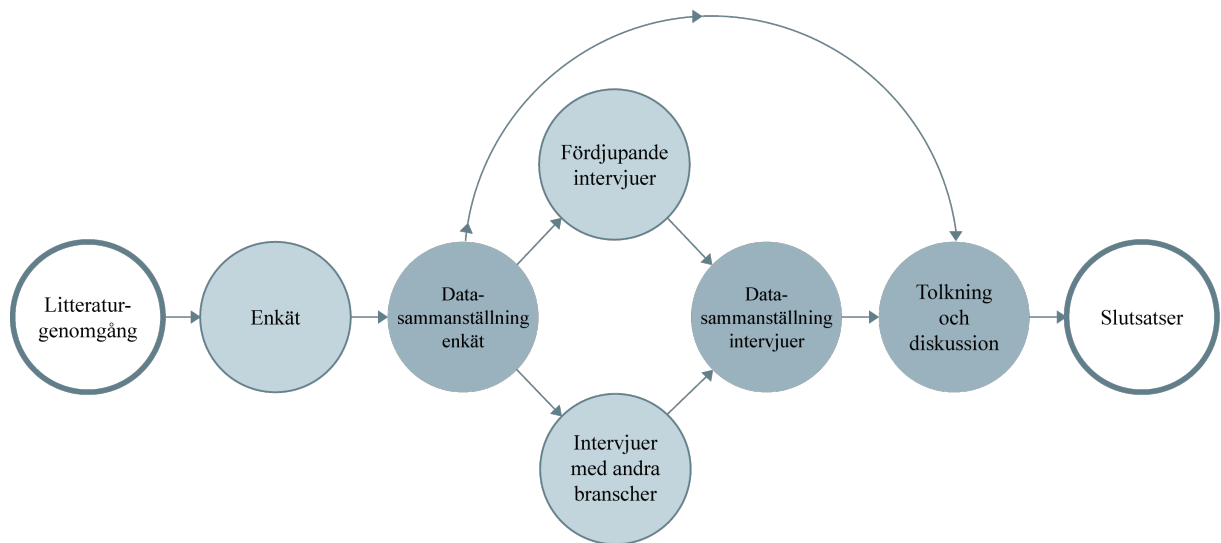 Litteratur-
genomgång
Enkät
Data-
sammanställning
enkät
Fördjupande
intervjuer
Intervjuer
med andra
branscher
Data-
sammanställning
intervjuer
Tolkning
och
diskussion
Slutsatser